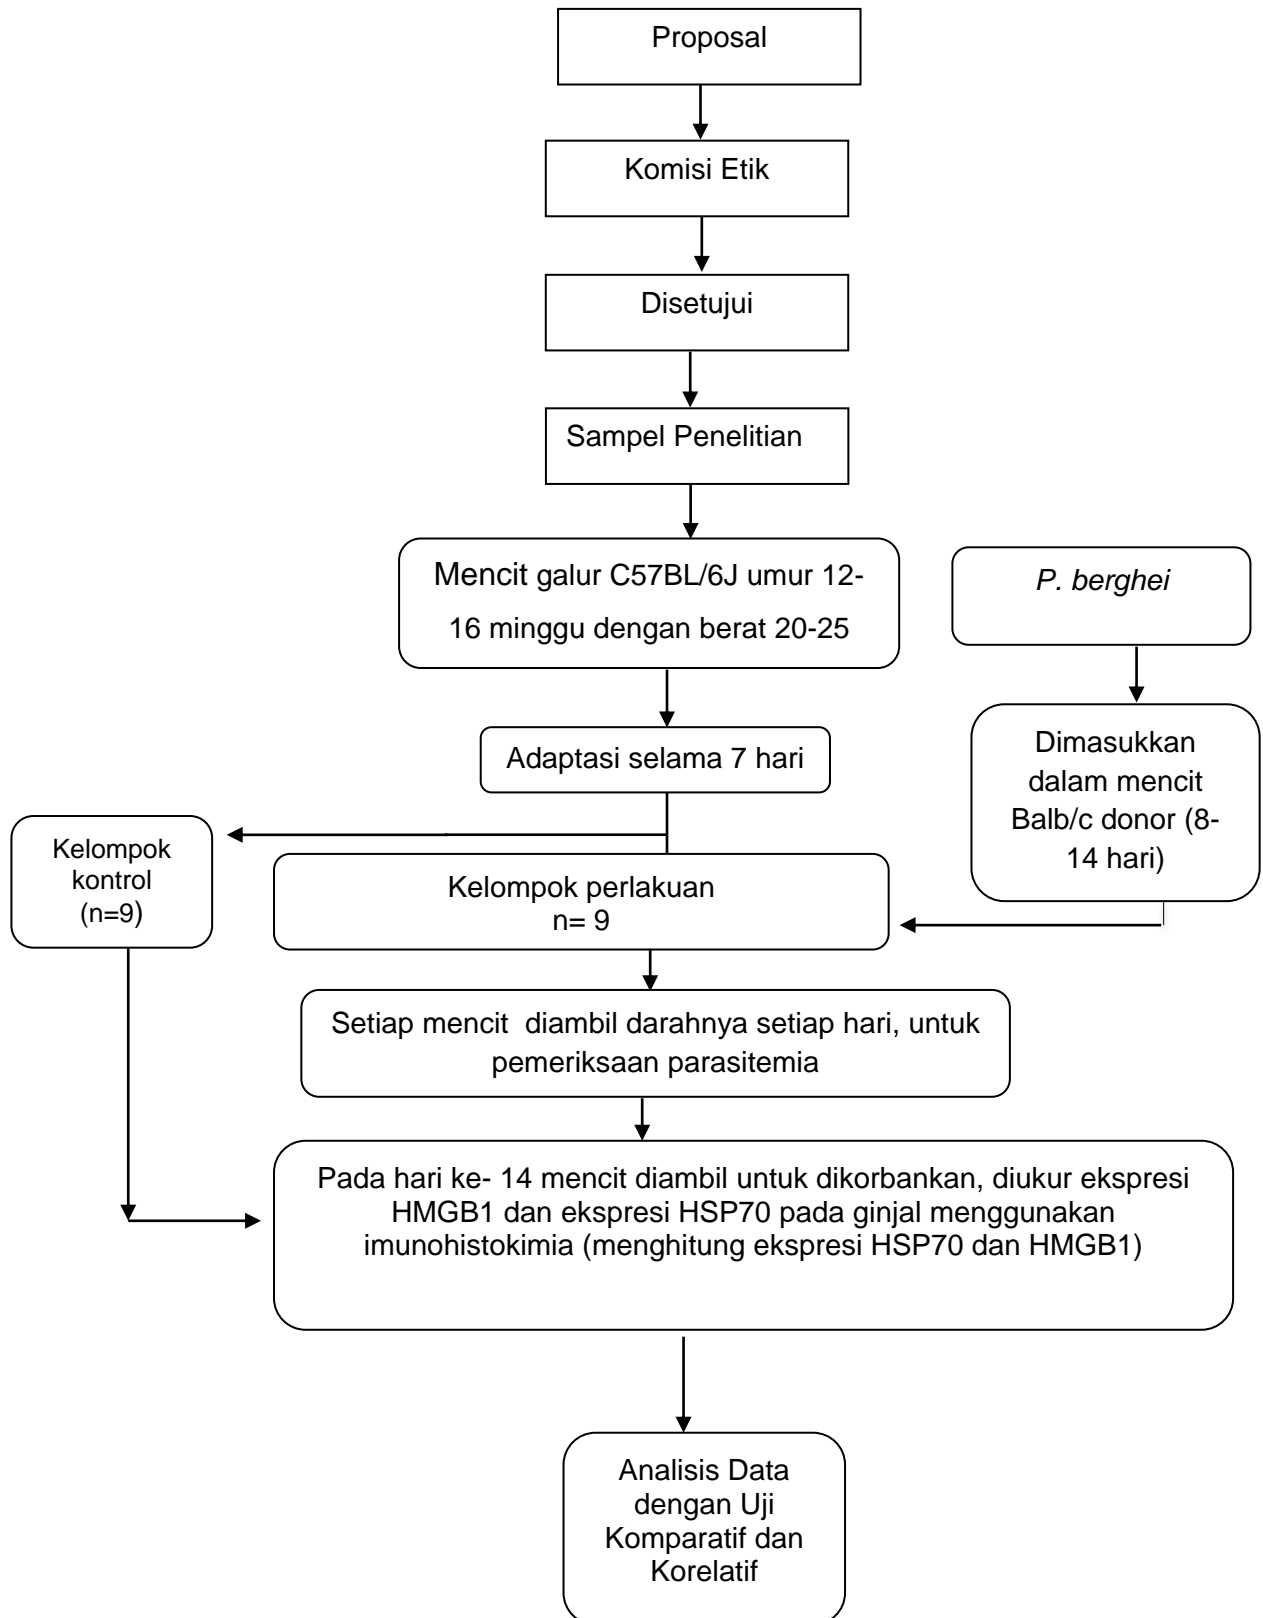 Proposal
Komisi Etik
Disetujui
Sampel Penelitian
Mencit galur C57BL/6J umur 12-
16 minggu dengan berat 20-25
P. berghei
Dimasukkan
dalam mencit
Balb/c donor (8-
14 hari)
Adaptasi selama 7 hari
Kelompok
kontrol
(n=9)
Kelompok perlakuan
n= 9
Setiap mencit  diambil darahnya setiap hari, untuk
pemeriksaan parasitemia
Pada hari ke- 14 mencit diambil untuk dikorbankan, diukur ekspresi
HMGB1 dan ekspresi HSP70 pada ginjal menggunakan
imunohistokimia (menghitung ekspresi HSP70 dan HMGB1)
Analisis Data
dengan Uji
Komparatif dan
Korelatif